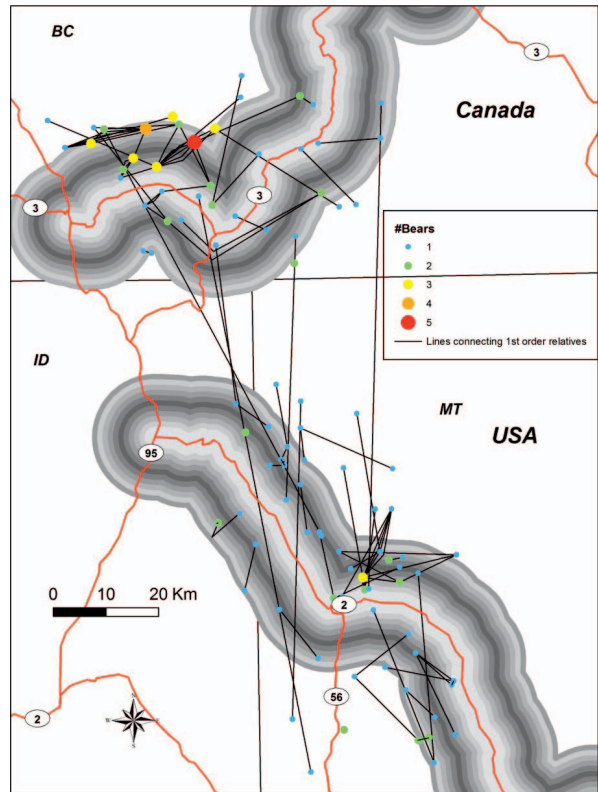 BC
3
Canada
3
3
#Bears
1
2
3
4
5
Lines connecting 1st order relatives
ID
MT
USA
95
0 10 20 Km
2
56
2
N
W E
S